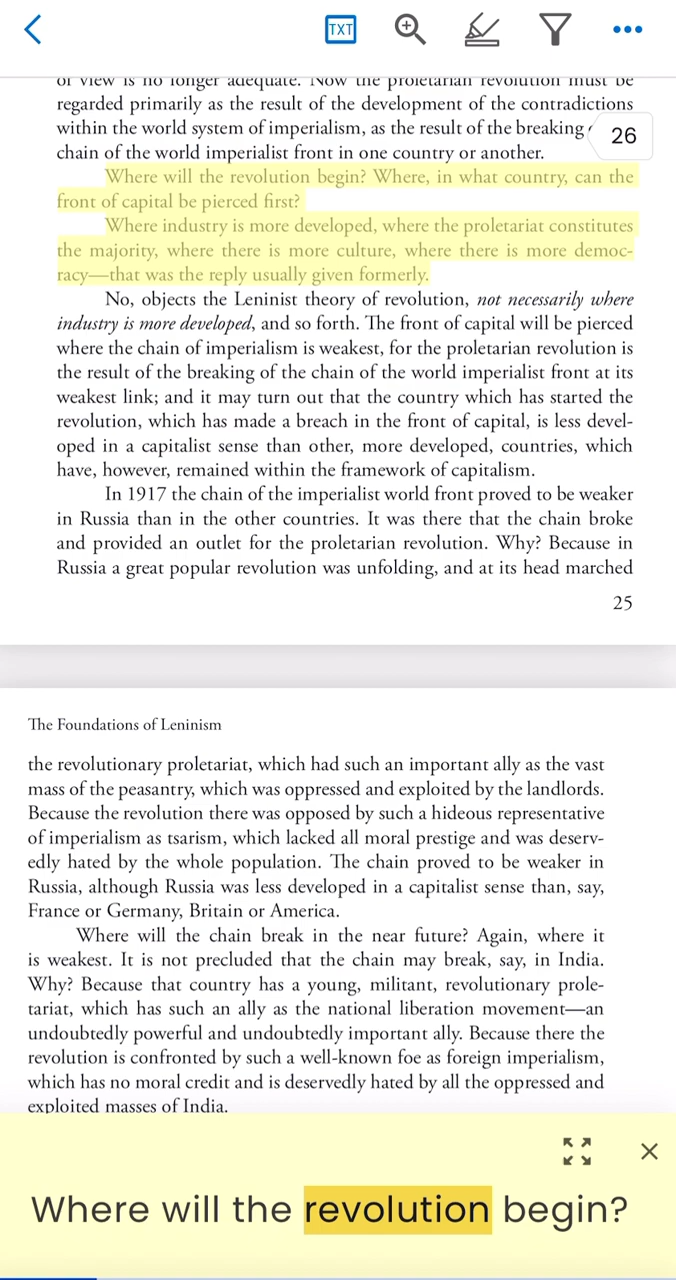 TXT
of view is no longer adequate. Now the proletarian revolution must be
regarded primarily as the result of the development of the contradictions
within the world system of imperialism, as the result of the breaking
26
chain of the world imperialist front in one country or another.
Where will the revolution begin? Where, in what country, can the
front of capital be pierced first?
Where industry is more developed, where the proletariat constitutes
the majority, where there is more culture, where there is more democ-
racy—that was the reply usually given formerly.
No, objects the Leninist theory of revolution, not necessarily where
industry is more developed, and so forth. The front of capital will be pierced
where the chain of imperialism is weakest, for the proletarian revolution is
the result of the breaking of the chain of the world imperialist front at its
weakest link; and it may turn out that the country which has started the
revolution, which has made a breach in the front of capital, is less devel-
oped in a capitalist sense than other, more developed, countries, which
have, however, remained within the framework of capitalism.
In 1917 the chain of the imperialist world front proved to be weaker
in Russia than in the other countries. It was there that the chain broke
and provided an outlet for the proletarian revolution. Why? Because in
Russia a great popular revolution was unfolding, and at its head marched
25
The Foundations of Leninism
the revolutionary proletariat, which had such an important ally as the vast
mass of the peasantry, which was oppressed and exploited by the landlords.
Because the revolution there was opposed by such a hideous representative
of imperialism as tsarism, which lacked all moral prestige and was deserv-
edly hated by the whole population. The chain proved to be weaker in
Russia, although Russia was less developed in a capitalist sense than, say,
France or Germany, Britain or America.
Where will the chain break in the near future? Again, where it
is weakest. It is not precluded that the chain may break, say, in India.
Why? Because that country has a young, militant, revolutionary prole-
tariat, which has such an ally as the national liberation movement—an
undoubtedly powerful and undoubtedly important ally. Because there the
revolution is confronted by such a well-known foe as foreign imperialism,
which has no moral credit and is deservedly hated by all the oppressed and
exploited masses of India.
Where will the revolution begin?